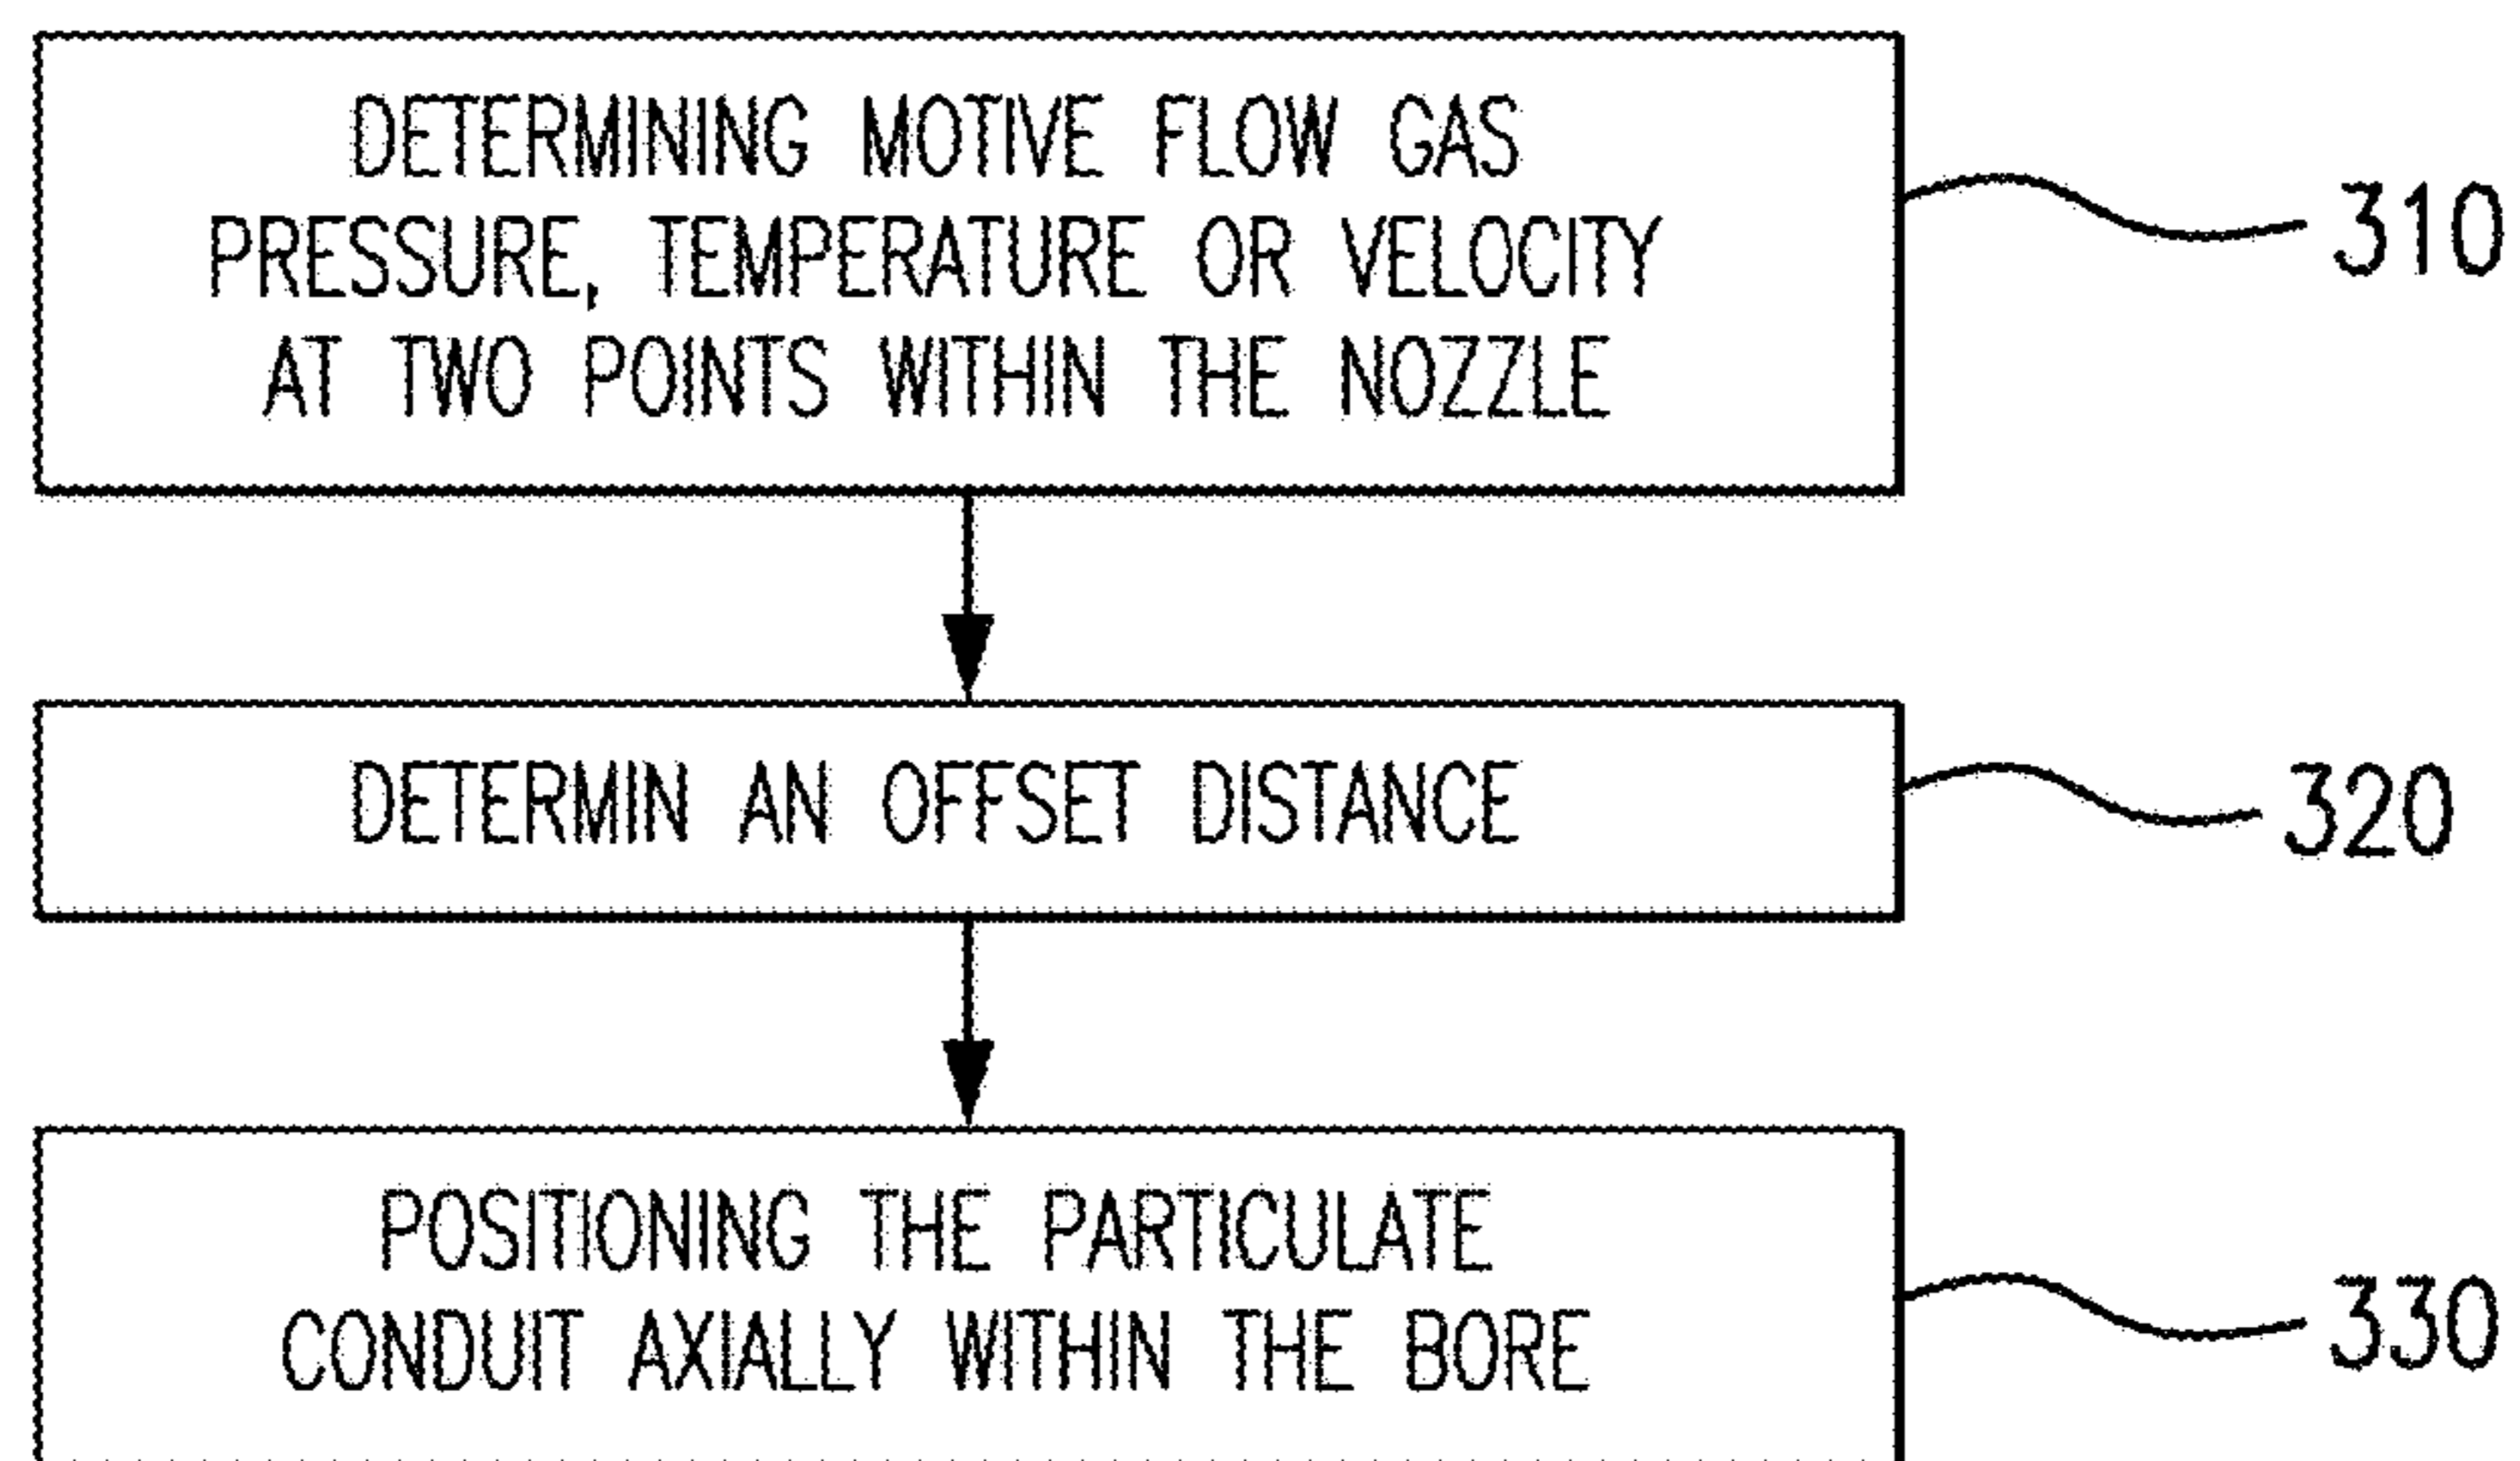 DETERMINING MOTIVE FLOW GAS
PRESSURE, TEMPERATURE OR VELOCITY
AT TWO POINTS WITHIN THE NOZZLE
310
DETERMIN AN OFFSET DISTANCE
320
POSITIONING THE PARTICULATE
CONDUIT AXIALLY WITHIN THE BORE
330